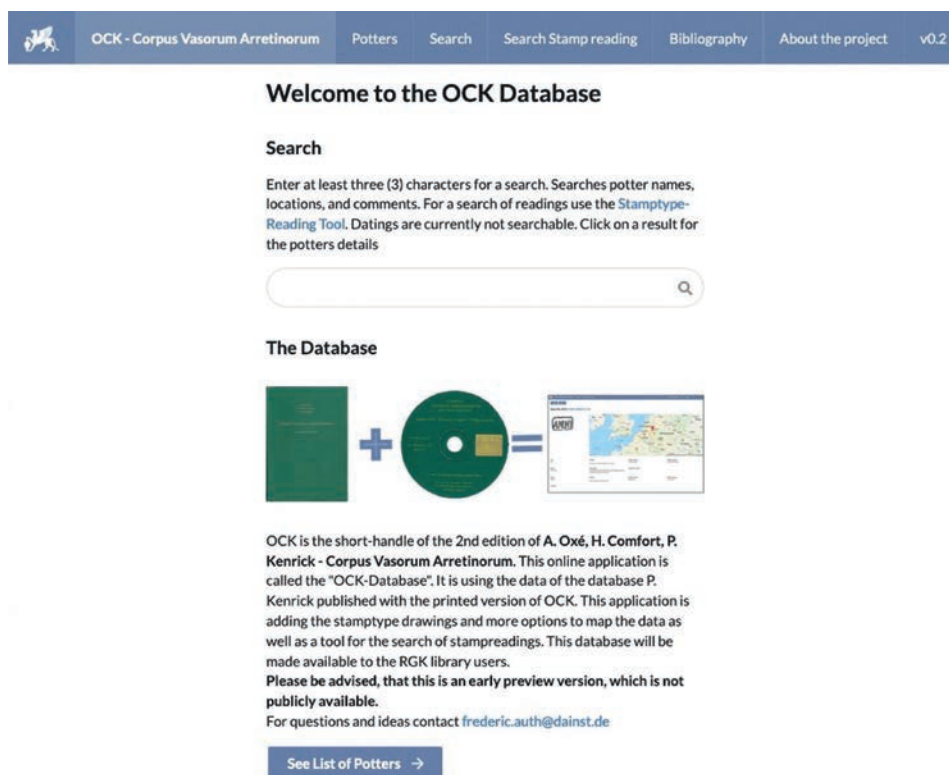 OCK - Corpus Vasorum Arretinorum Potters Search Search Stamp reading Bibliography About the project v0.2
Welcome to the OCK Database
Search
Enter at least three (3) characters for a search. Searches potter names,
locations, and comments. For a search of readings use the Stamptype-
Reading Tool. Datings are currently not searchable. Click on a result for
the potters details
The Database
OCK is the short-handle of the 2nd edition of A. Oxé, H. Comfort, P.
Kenrick - Corpus Vasorum Arretinorum. This online application is
called the "OCK-Database". It is using the data of the database P.
Kenrick published with the printed version of OCK. This application is
adding the stamptype drawings and more options to map the data as
well as a tool for the search of stampreadings. This database will be
made available to the RGK library users.
Please be advised, that this is an early preview version, which is not
publicly available.
For questions and ideas contact frederic.auth@dainst.de
See List of Potters →